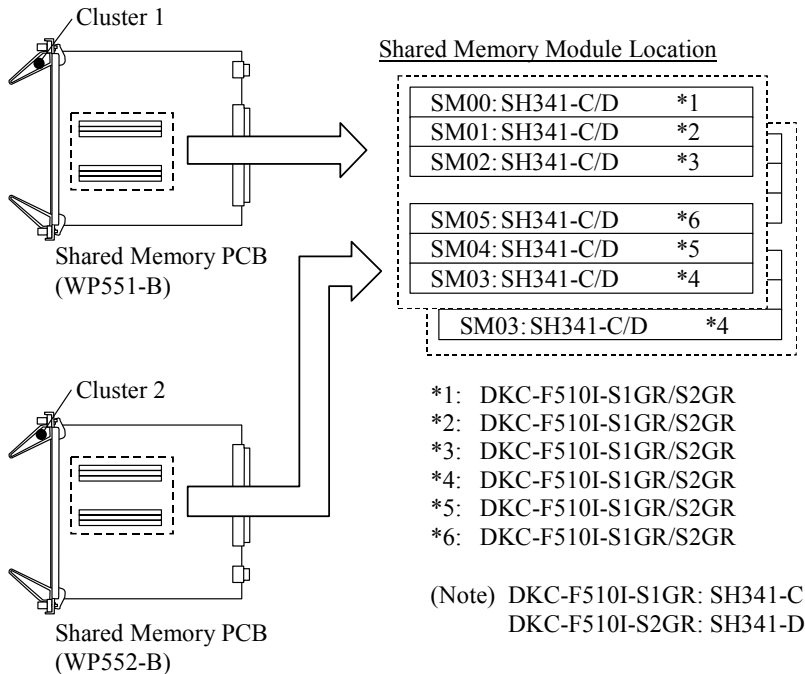 Cluster 1
Shared Memory PCB
(WP551-B)
Cluster 2
Shared Memory PCB
(WP552-B)
Shared Memory Module Location
SM00: SH341-C/D *1
SM01: SH341-C/D *2
SM02: SH341-C/D *3
SM05: SH341-C/D *6
SM04: SH341-C/D *5
SM03: SH341-C/D *4
SM03: SH341-C/D *4
*1: DKC-F510I-S1GR/S2GR
*2: DKC-F510I-S1GR/S2GR
*3: DKC-F510I-S1GR/S2GR
*4: DKC-F510I-S1GR/S2GR
*5: DKC-F510I-S1GR/S2GR
*6: DKC-F510I-S1GR/S2GR
(Note) DKC-F510I-S1GR: SH341-C
DKC-F510I-S2GR: SH341-D